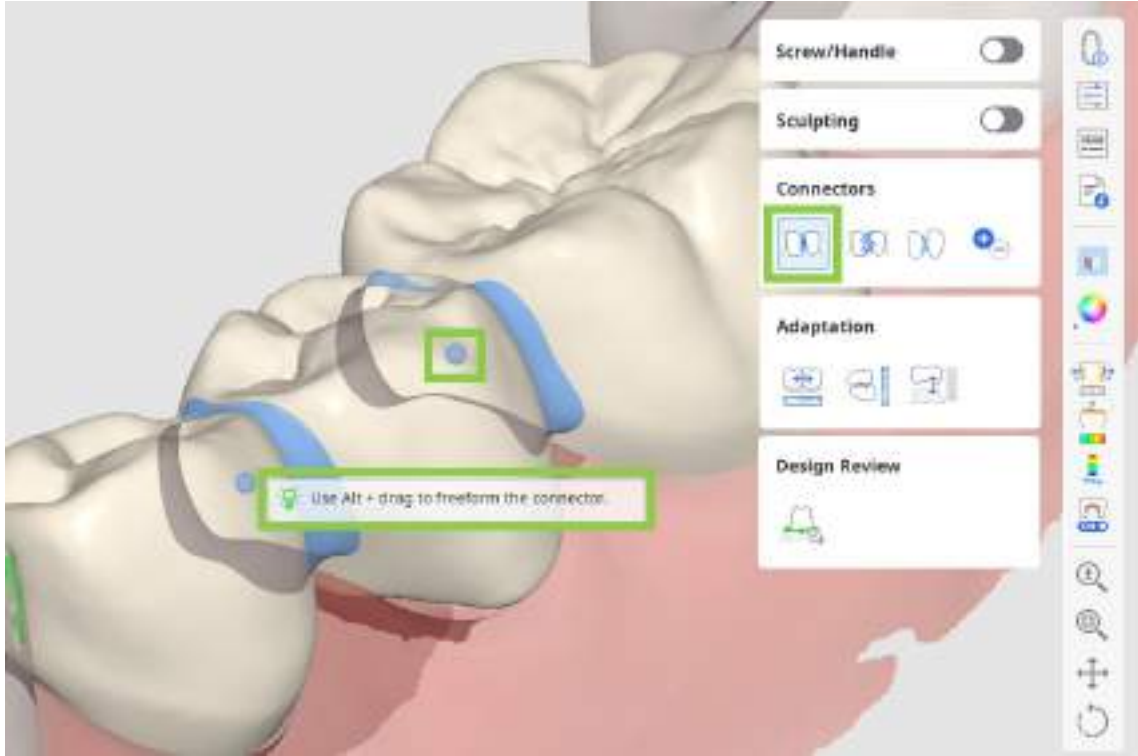 Screw/Handle
Sculpting
Connectors
Adaptation
Use Alt + drag to freeform the connector.
Design Review